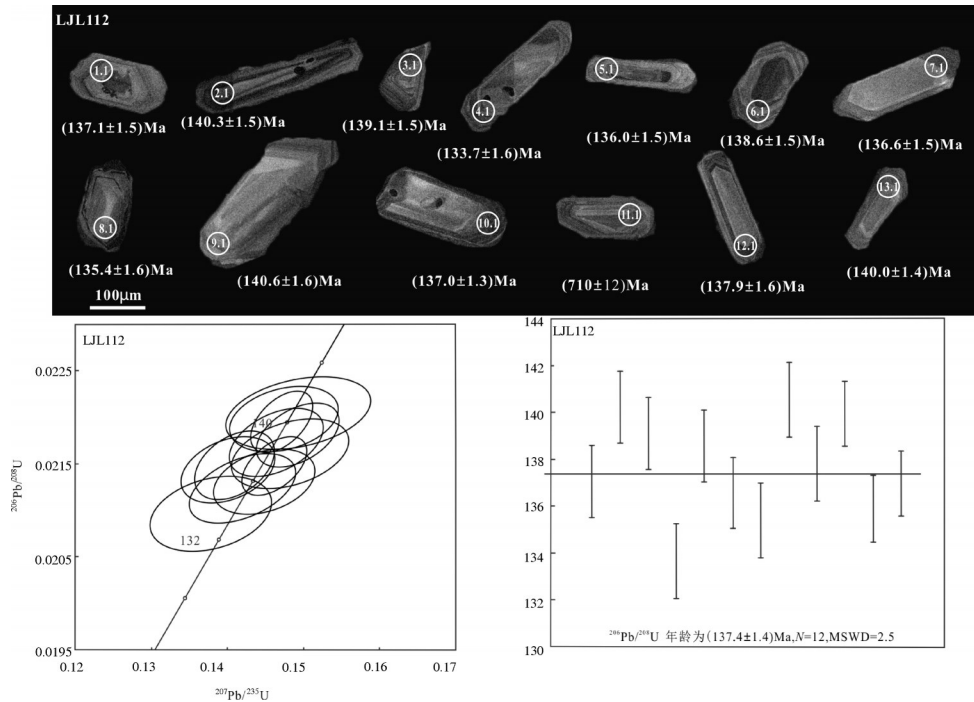 LJL112
1.1
2.1
3.1
4.1
5.1
6.1
7.1
(137.1±1.5)Ma
(140.3±1.5)Ma
(139.1±1.5)Ma
(133.7±1.6)Ma
(136.0±1.5)Ma
(138.6±1.5)Ma
(136.6±1.5)Ma
8.1
9.1
10.1
11.1
12.1
13.1
(135.4±1.6)Ma
(140.6±1.6)Ma
(137.0±1.3)Ma
(710±12)Ma
(137.9±1.6)Ma
(140.0±1.4)Ma
100μm
LJL112
0.0225
0.0215
0.0205
0.0195
²⁰⁶Pb/²⁰⁸U
140
132
0.12
0.13
0.14
0.15
0.16
0.17
²⁰⁷Pb/²³⁵U
144
LJL112
142
140
138
136
134
132
130
²⁰⁶Pb/²⁰⁸U 年龄为(137.4±1.4)Ma,N=12,MSWD=2.5